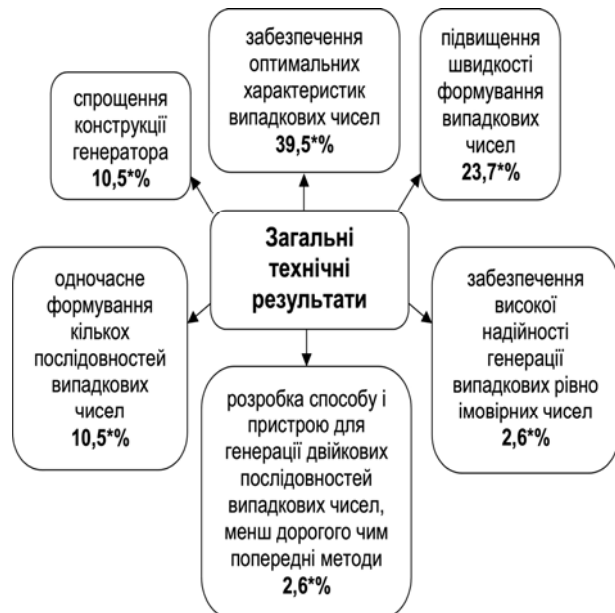 забезпечення
оптимальних
характеристик
випадкових чисел
39,5*%
підвищення
швидкості
формування
випадкових
чисел
23,7*%
спрощення
конструкції
генератора
10,5*%
Загальні
технічні
результати
одночасне
формування
кількох
послідовностей
випадкових
чисел
10,5*%
забезпечення
високої
надійності
генерації
випадкових рівно
імовірних чисел
2,6*%
розробка способу і
пристрою для
генерації двійкових
послідовностей
випадкових чисел,
менш дорогого чим
попередні методи
2,6*%